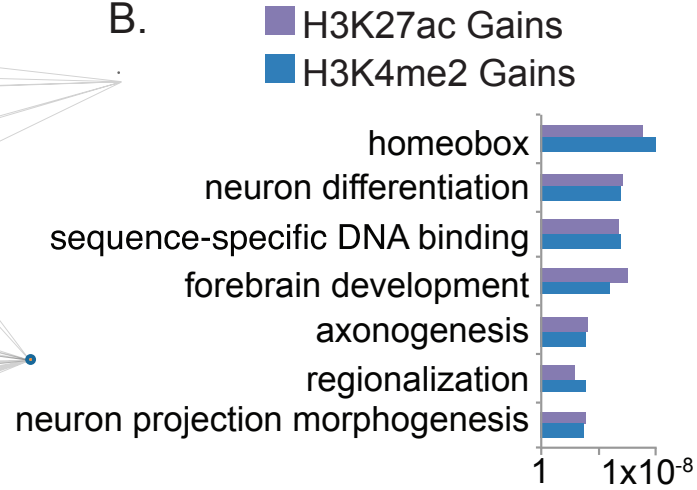 B.
H3K27ac Gains
H3K4me2 Gains
homeobox
neuron differentiation
sequence-specific DNA binding
forebrain development
axonogenesis
regionalization
neuron projection morphogenesis
1 1x10⁻⁸